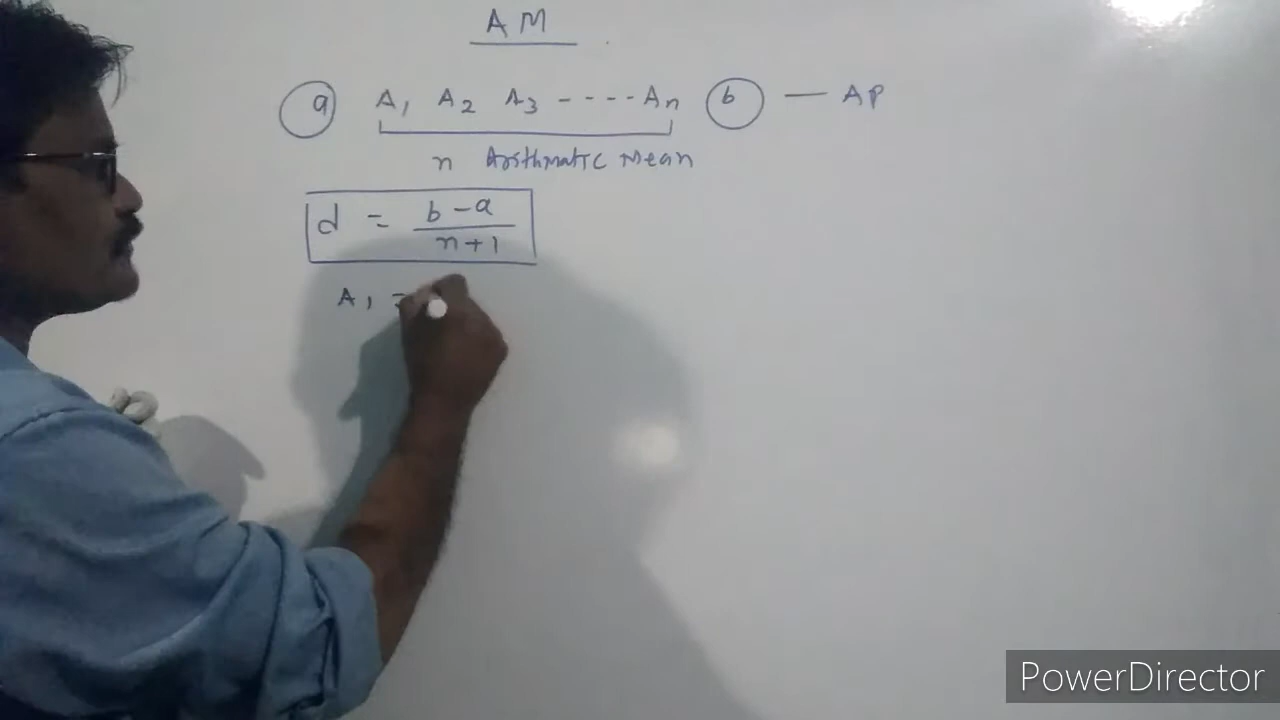 AM
a A1 A2 A3 ----An b — AP
n Arithmatic Mean
d = b-a / n+1
A1 =
PowerDirector